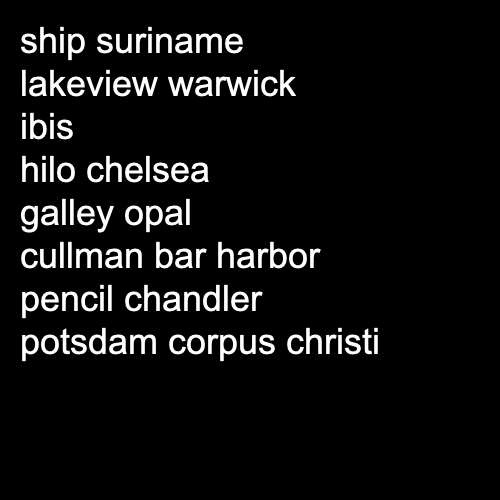 ship suriname
lakeview warwick
ibis
hilo chelsea
galley opal
cullman bar harbor
pencil chandler
potsdam corpus christi